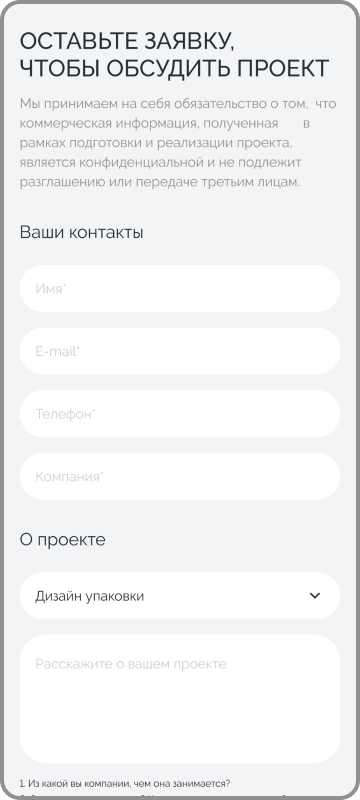 ОСТАВЬТЕ ЗАЯВКУ,
ЧТОБЫ ОБСУДИТЬ ПРОЕКТ
Мы принимаем на себя обязательство о том, что
коммерческая информация, полученная в
рамках подготовки и реализации проекта,
является конфиденциальной и не подлежит
разглашению или передаче третьим лицам.
Ваши контакты
Имя*
E-mail*
Телефон*
Компания*
О проекте
Дизайн упаковки
Расскажите о вашем проекте
1. Из какой вы компании, чем она занимается?